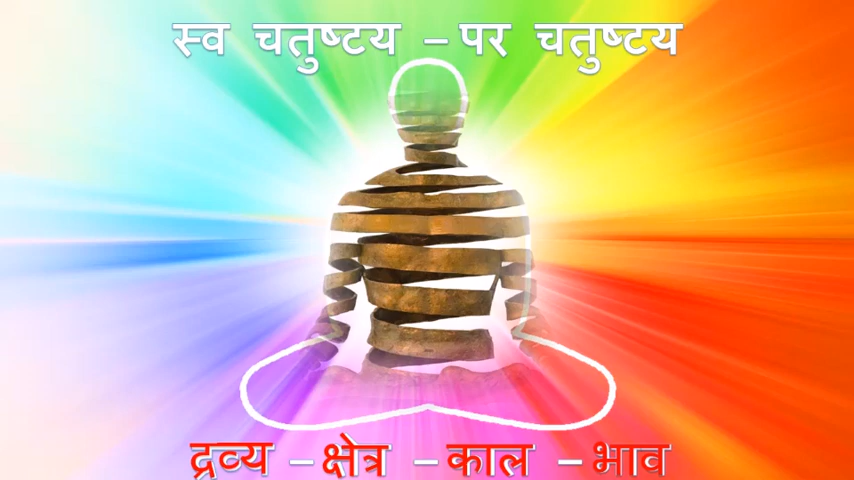 स्व चतुष्टय – पर चतुष्टय
द्रव्य – क्षेत्र – काल – भाव